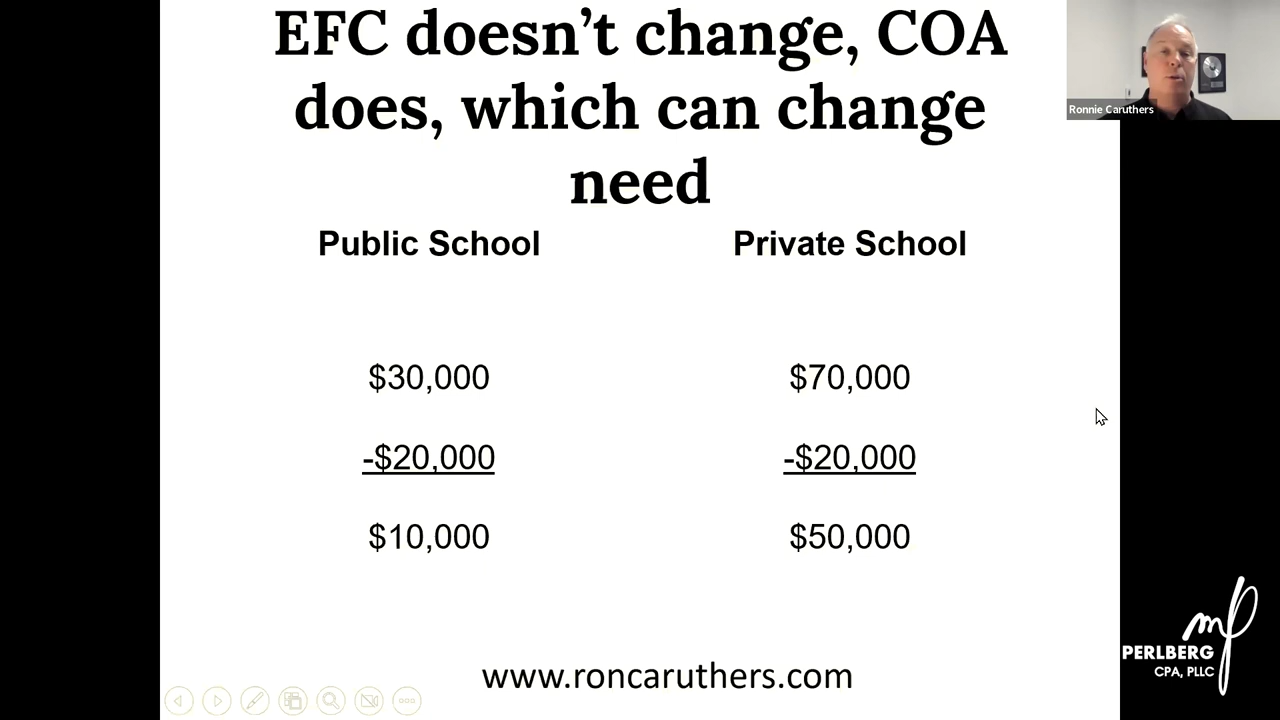 EFC doesn’t change, COA
does, which can change
need
Ronnie Caruthers
Public School
Private School
$30,000
$70,000
-$20,000
-$20,000
$10,000
$50,000
www.roncaruthers.com
mp
PERLBERG
CPA, PLLC